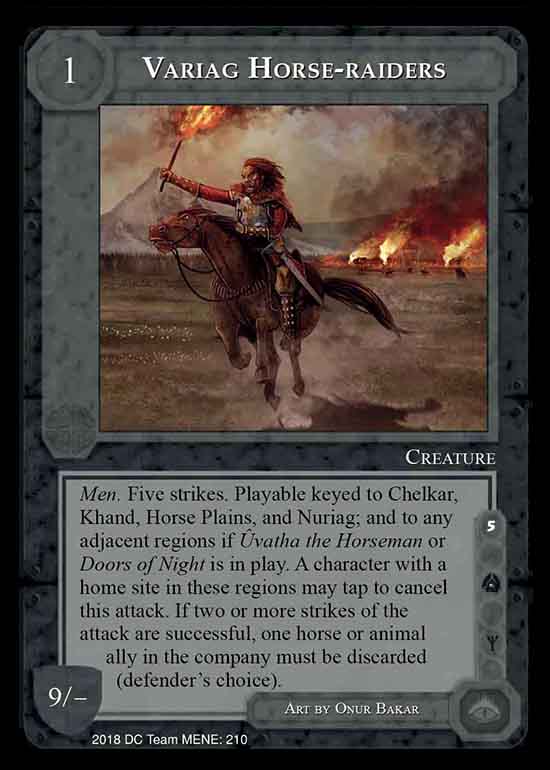 1
VARIAG HORSE-RAIDERS
CREATURE
Men. Five strikes. Playable keyed to Chelkar,
Khand, Horse Plains, and Nuriag; and to any
adjacent regions if Ûvatha the Horseman or
Doors of Night is in play. A character with a
home site in these regions may tap to cancel
this attack. If two or more strikes of the
attack are successful, one horse or animal
ally in the company must be discarded
(defender's choice).
5
9/–
ART BY ONUR BAKAR
2018 DC Team MENE: 210